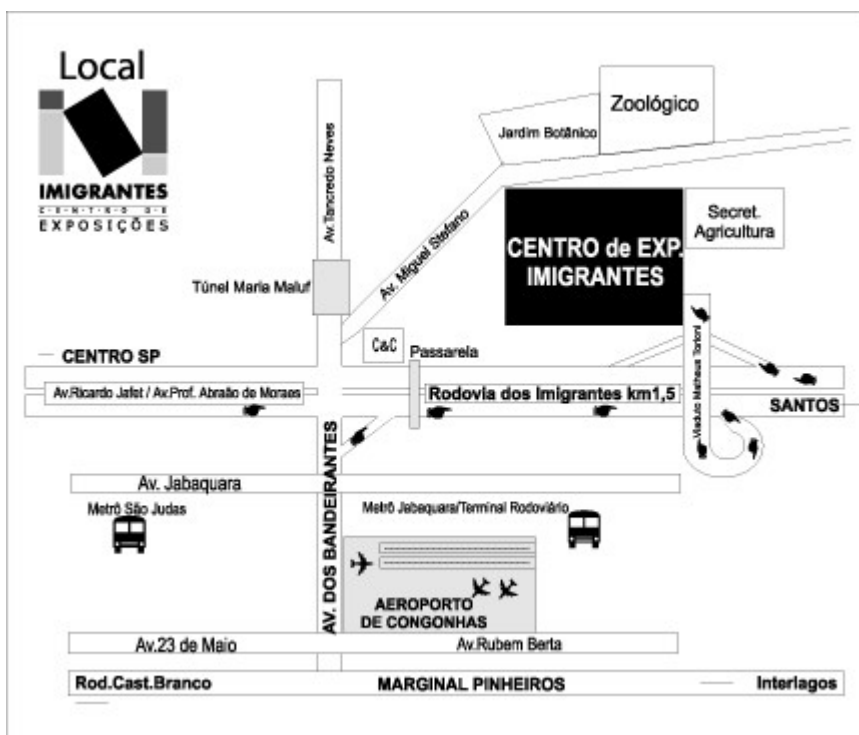 Local
IMIGRANTES
CENTRO DE
EXPOSIÇÕES
Zoológico
Jardim Botânico
Av.Tancredo Neves
Av. Miguel Stefano
CENTRO de EXP.
IMIGRANTES
Secret.
Agricultura
Túnel Maria Maluf
C&C
Passarela
Viaduto Matheus Torloni
CENTRO SP
Av.Ricardo Jafet / Av.Prof. Abraão de Moraes
Rodovia dos Imigrantes km1,5
SANTOS
AV. DOS BANDEIRANTES
Av. Jabaquara
Metrô São Judas
Metrô Jabaquara/Terminal Rodoviário
AEROPORTO
DE CONGONHAS
Av.23 de Maio
Av.Rubem Berta
Rod.Cast.Branco
MARGINAL PINHEIROS
Interlagos